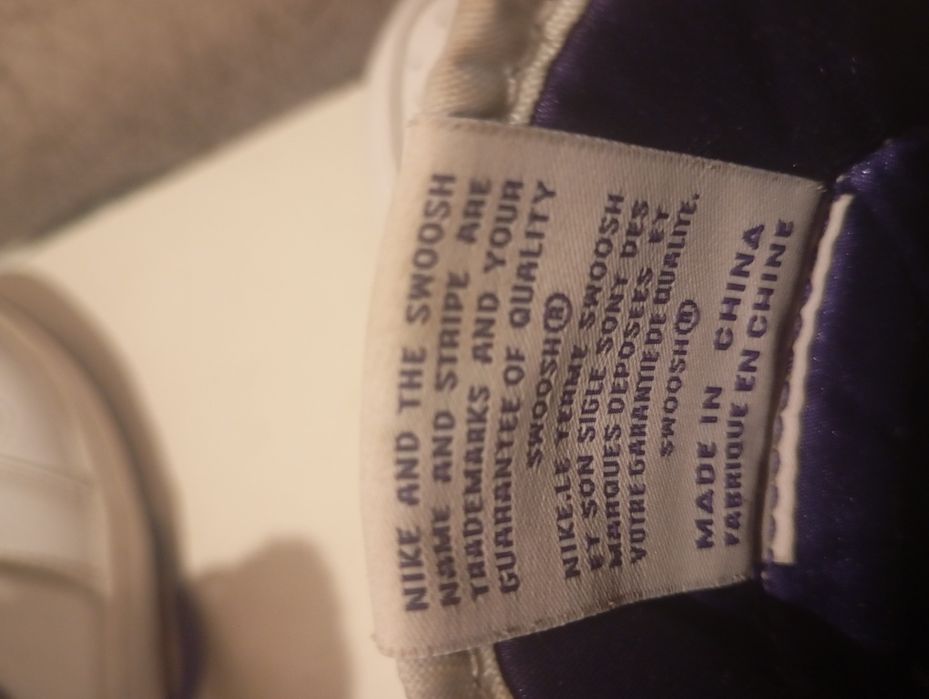 NIKE AND THE SWOOSH
NAME AND STRIPE ARE
TRADEMARKS AND YOUR
GUARANTEE OF QUALITY
SWOOSH®
NIKE.LE TERME SWOOSH
ET SON SIGLE SONT DES
MARQUES DEPOSEES ET
VOTRE GARANTIE DE QUALITE.
SWOOSH®
MADE IN CHINA
FABRIQUE EN CHINE